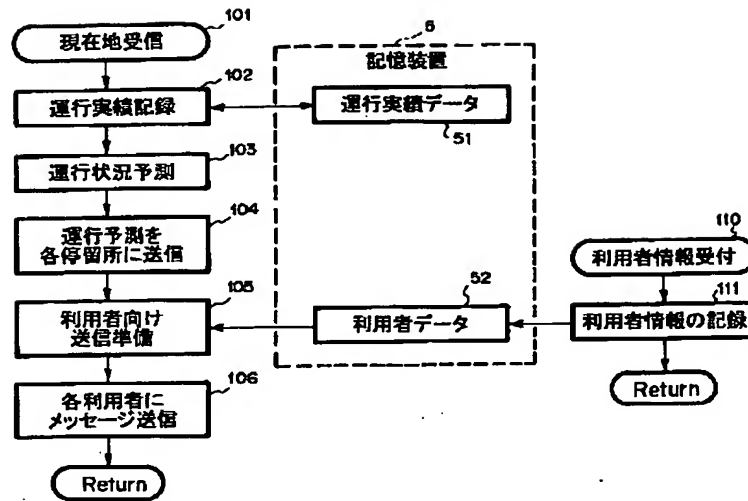 101
現在地受信
102
運行実績記録
103
運行状況予測
104
運行予測を
各停留所に送信
105
利用者向け
送信準備
106
各利用者に
メッセージ送信
Return
5
記憶装置
運行実績データ
51
52
利用者データ
110
利用者情報受付
111
利用者情報の記録
Return